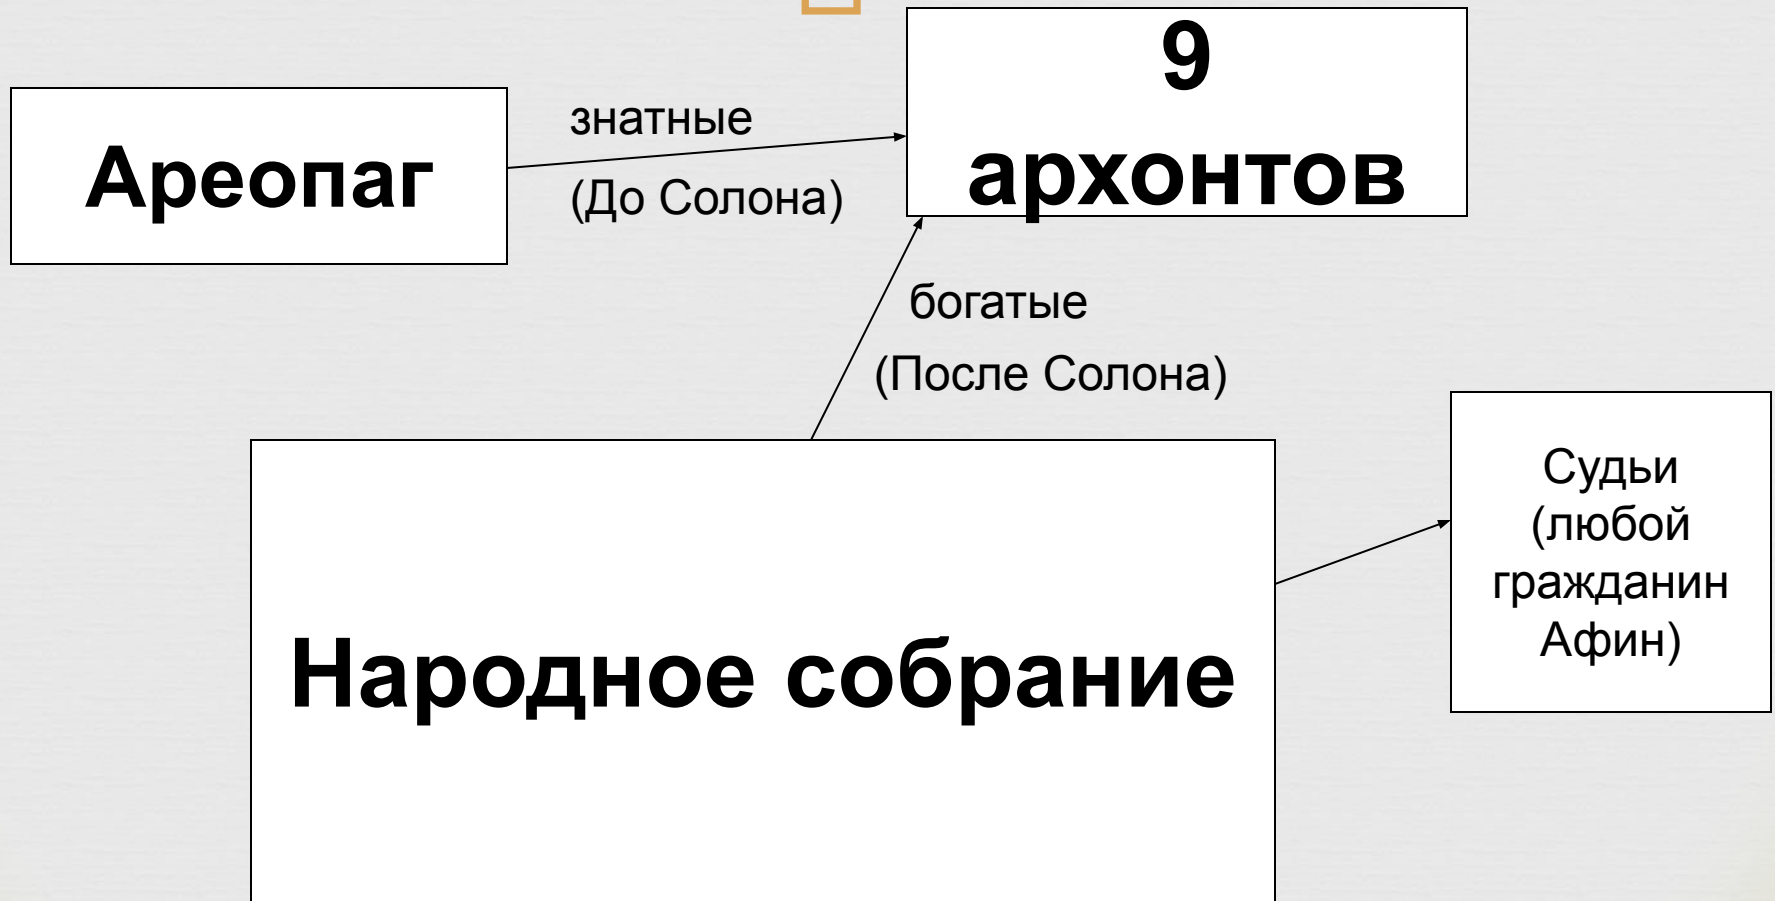 Ареопаг
знатные
(До Солона)
9
архонтов
богатые
(После Солона)
Народное собрание
Судьи
(любой
гражданин
Афин)